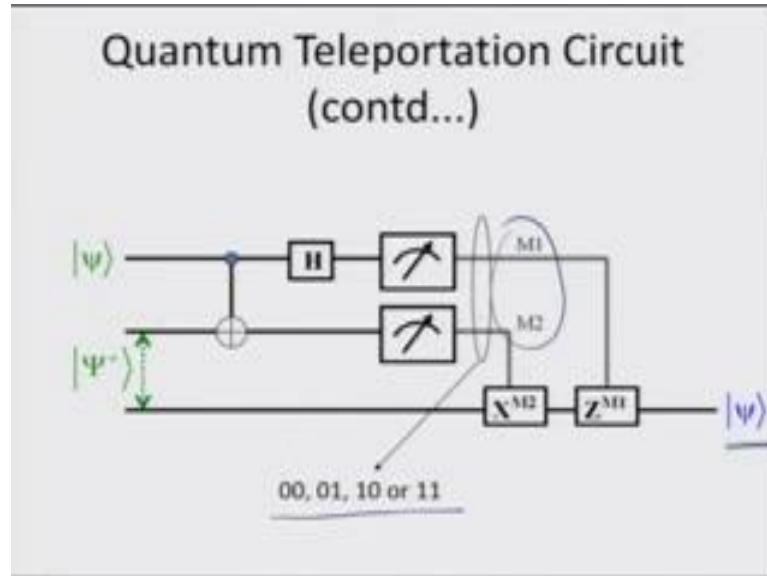 Quantum Teleportation Circuit
(contd...)
|ψ⟩
H
M1
M2
|Ψ⁺⟩
X^M2
Z^M1
|ψ⟩
00, 01, 10 or 11